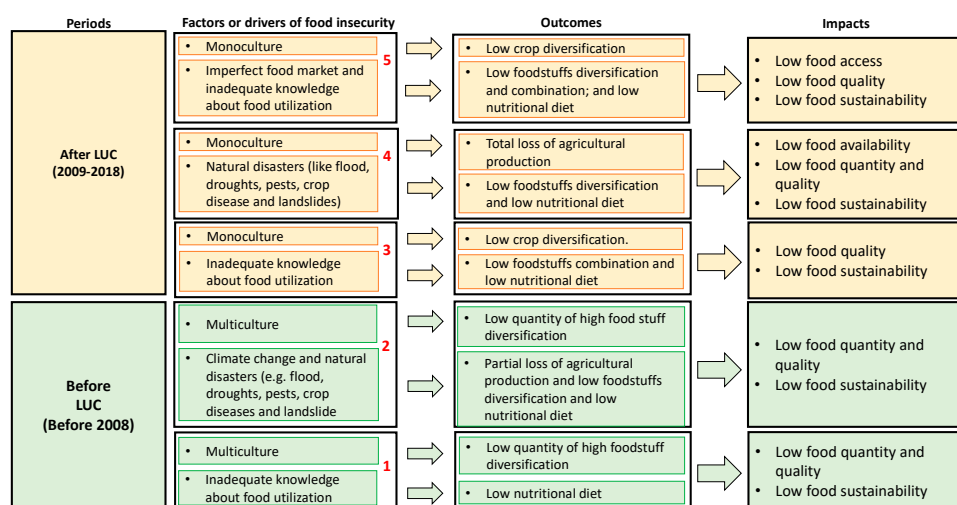 Periods
Factors or drivers of food insecurity
Outcomes
Impacts
After LUC
(2009-2018)
• Monoculture
5
• Imperfect food market and
inadequate knowledge
about food utilization
• Low crop diversification
• Low foodstuffs diversification
and combination; and low
nutritional diet
• Low food access
• Low food quality
• Low food sustainability
• Monoculture
4
• Natural disasters (like flood,
droughts, pests, crop
disease and landslides)
• Total loss of agricultural
production
• Low foodstuffs diversification
and low nutritional diet
• Low food availability
• Low food quantity and
quality
• Low food sustainability
• Monoculture
3
• Inadequate knowledge
about food utilization
• Low crop diversification.
• Low foodstuffs combination and
low nutritional diet
• Low food quality
• Low food sustainability
Before
LUC
(Before 2008)
• Multiculture
2
• Climate change and natural
disasters (e.g. flood,
droughts, pests, crop
diseases and landslide
• Low quantity of high food stuff
diversification
• Partial loss of agricultural
production and low foodstuffs
diversification and low
nutritional diet
• Low food quantity and
quality
• Low food sustainability
• Multiculture
1
• Inadequate knowledge
about food utilization
• Low quantity of high foodstuff
diversification
• Low nutritional diet
• Low food quantity and
quality
• Low food sustainability